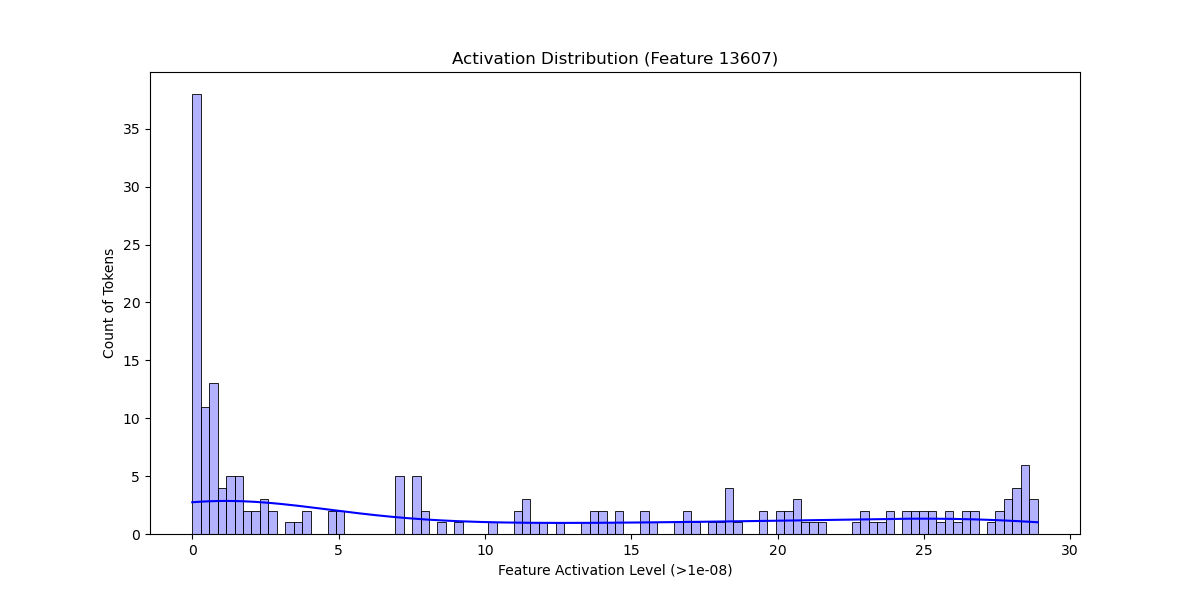 Activation Distribution (Feature 13607)
Count of Tokens
35
30
25
20
15
10
5
0
0 5 10 15 20 25 30
Feature Activation Level (>1e-08)